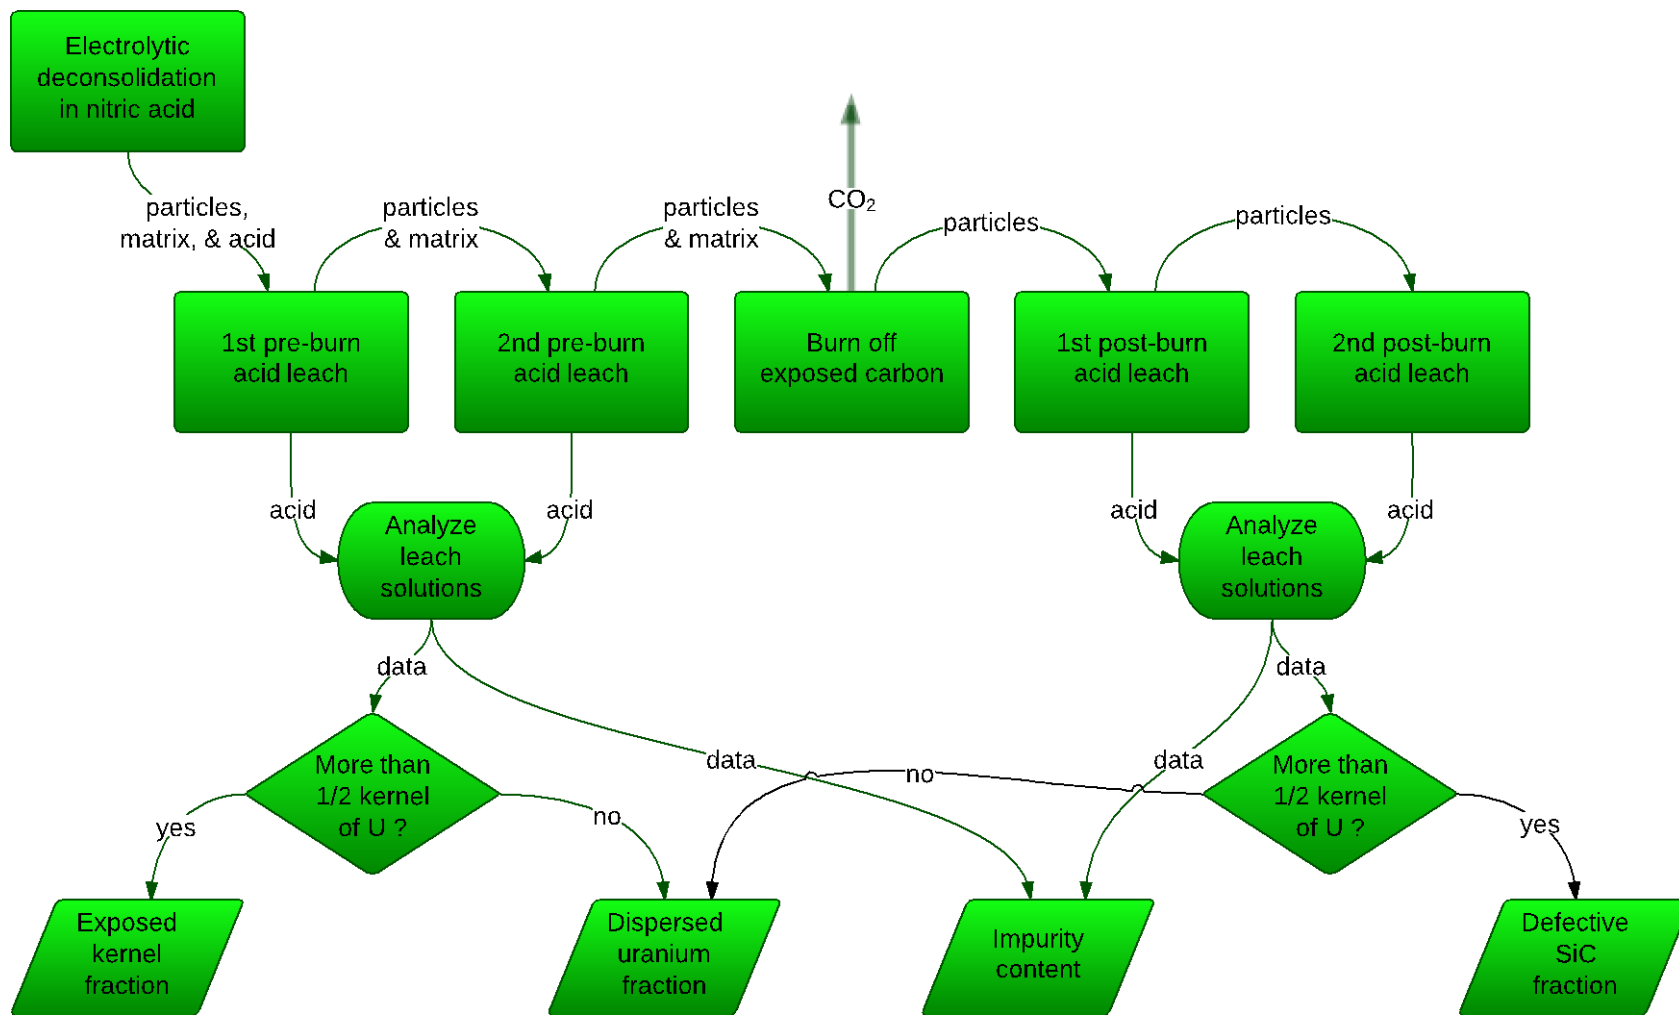 Electrolytic
deconsolidation
in nitric acid
particles,
matrix, & acid
particles
& matrix
particles
& matrix
CO₂
particles
particles
1st pre-burn
acid leach
2nd pre-burn
acid leach
Burn off
exposed carbon
1st post-burn
acid leach
2nd post-burn
acid leach
acid
Analyze
leach
solutions
acid
acid
Analyze
leach
solutions
acid
data
data
data
data
More than
1/2 kernel
of U ?
no
More than
1/2 kernel
of U ?
yes
no
yes
Exposed
kernel
fraction
Dispersed
uranium
fraction
Impurity
content
Defective
SiC
fraction